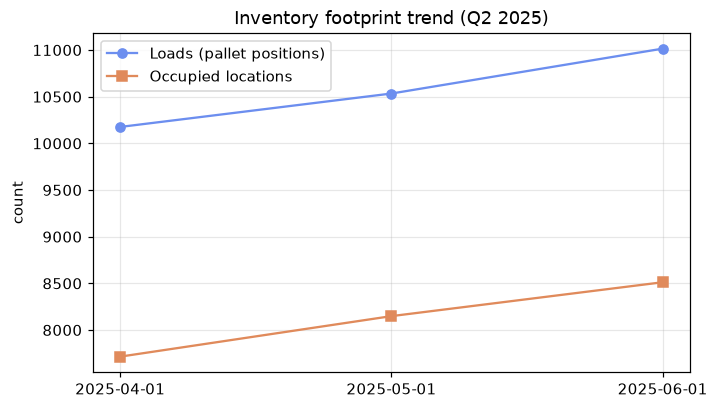 Inventory footprint trend (Q2 2025)
Loads (pallet positions)
Occupied locations
count
11000
10500
10000
9500
9000
8500
8000
2025-04-01
2025-05-01
2025-06-01